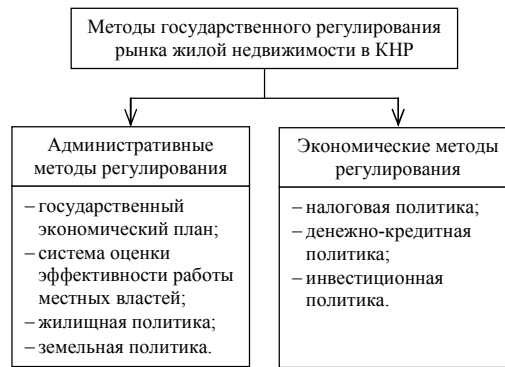 Методы государственного регулирования
рынка жилой недвижимости в КНР
Административные
методы регулирования
– государственный
экономический план;
– система оценки
эффективности работы
местных властей;
– жилищная политика;
– земельная политика.
Экономические методы
регулирования
– налоговая политика;
– денежно-кредитная
политика;
– инвестиционная
политика.